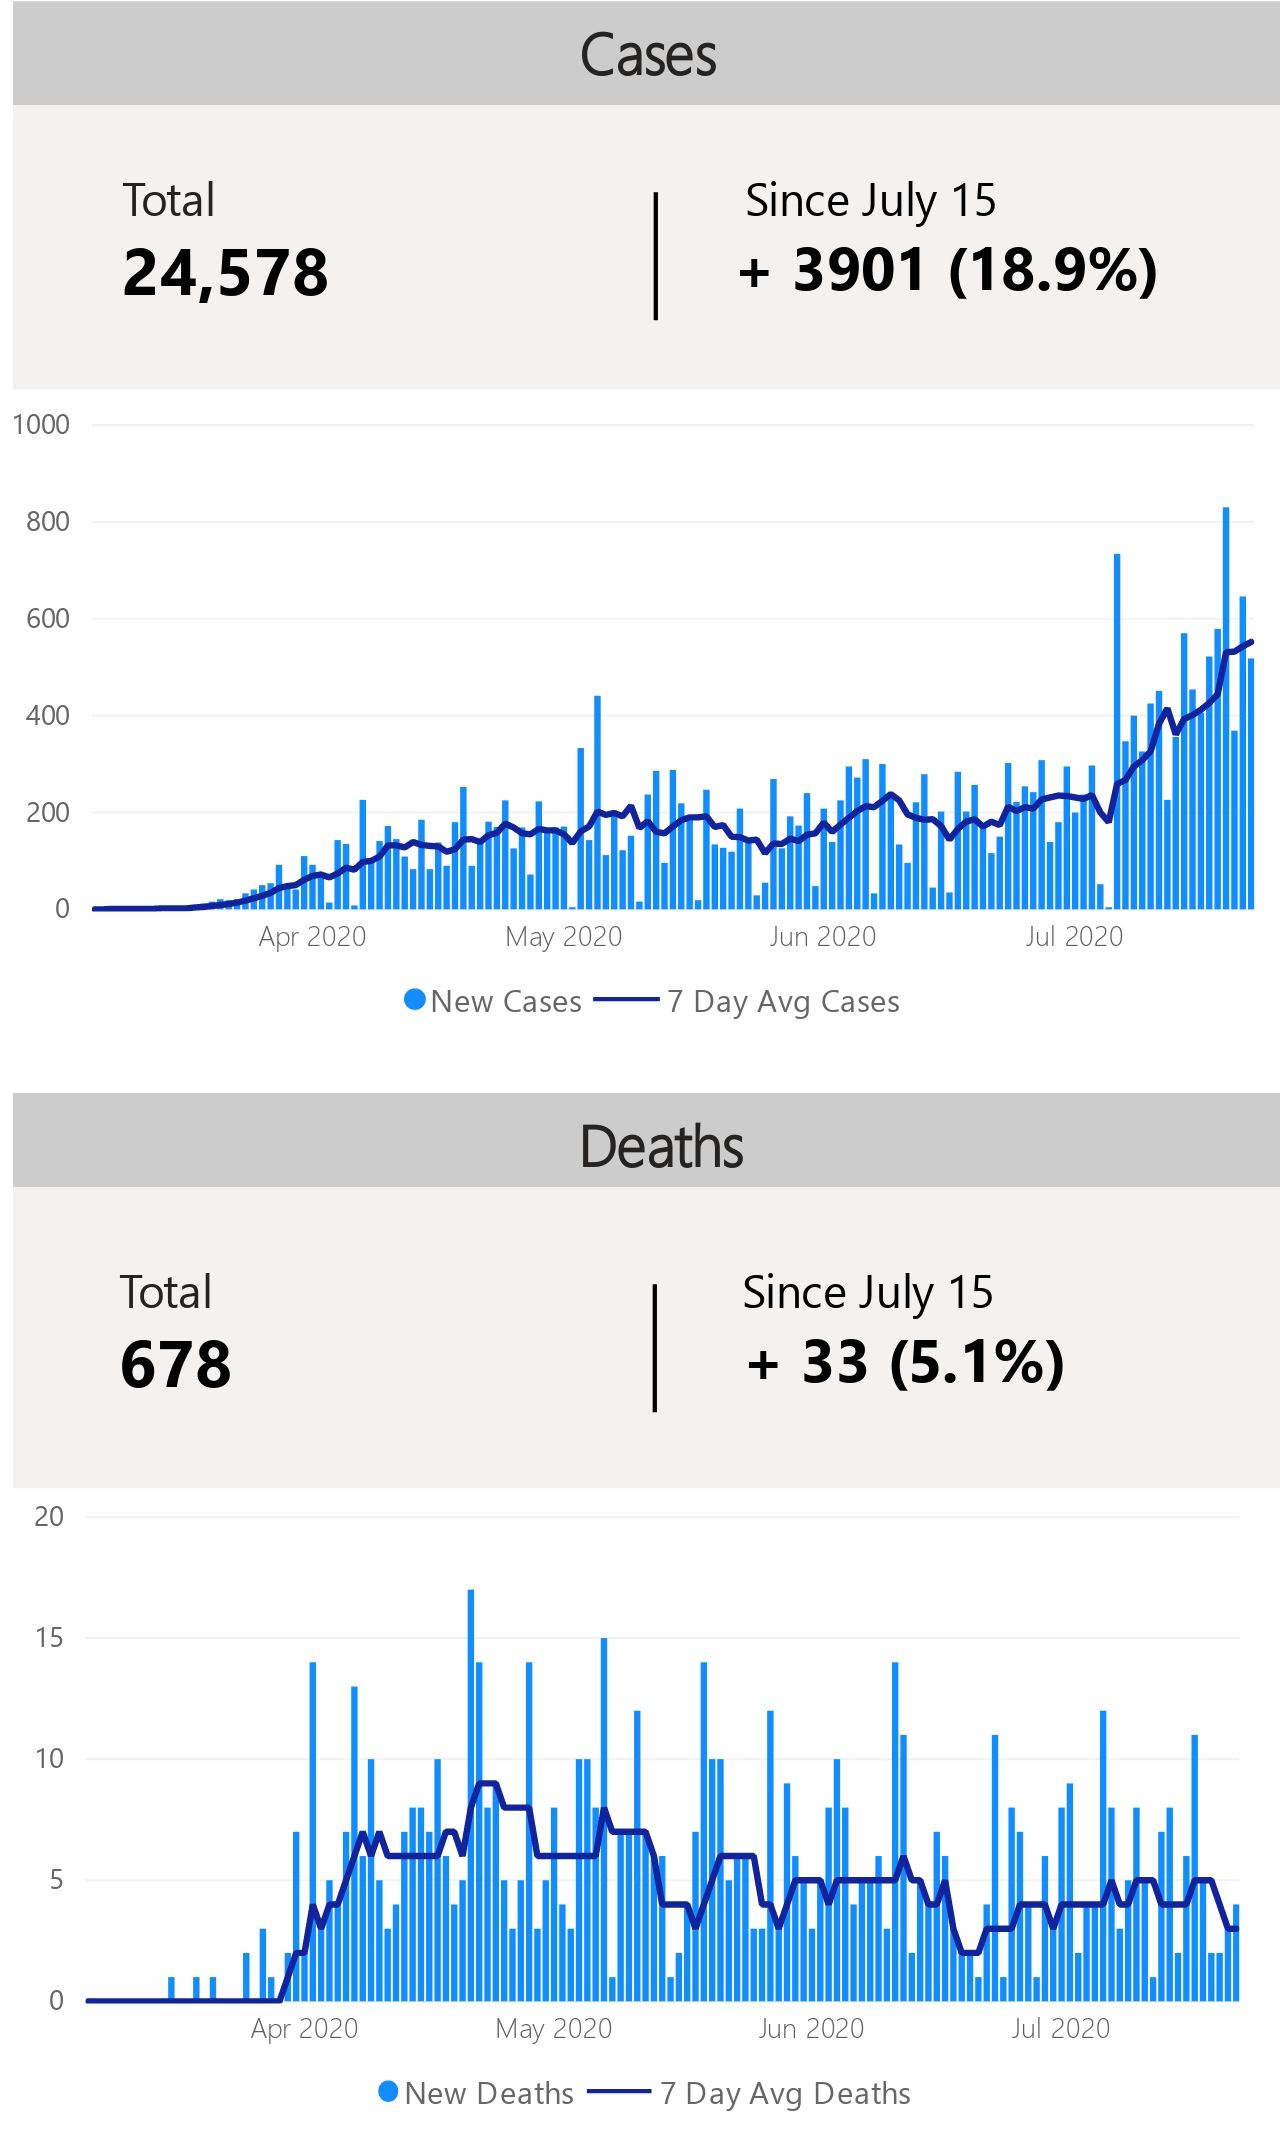 Cases
Total
Since July 15
24,578
+ 3901 (18.9%)
1000
800
600
400
200
0
Apr 2020
May 2020
Jun 2020
Jul 2020
New Cases
7 Day Avg Cases
Deaths
Total
Since July 15
678
+ 33 (5.1%)
20
15
10
5
0
Apr 2020
May 2020
Jun 2020
Jul 2020
New Deaths
7 Day Avg Deaths